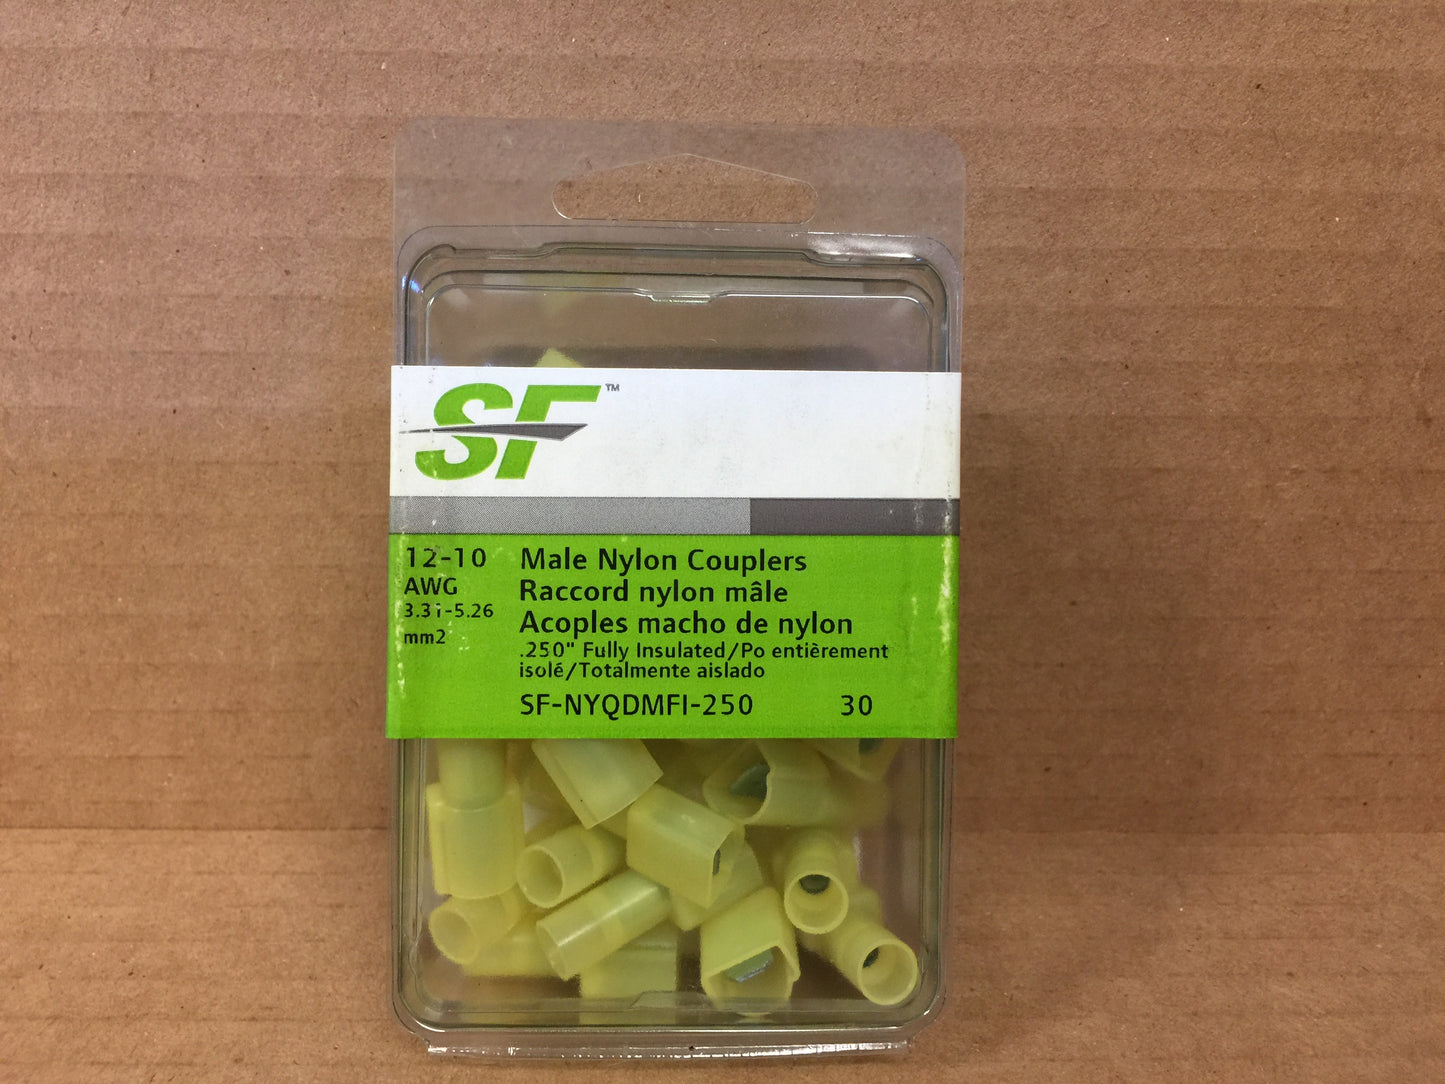 SF™
12-10
AWG
3.31-5.26
mm2
Male Nylon Couplers
Raccord nylon mâle
Acoples macho de nylon
.250" Fully Insulated/Po entièrement
isolé/Totalmente aislado
SF-NYQDMFI-250 30